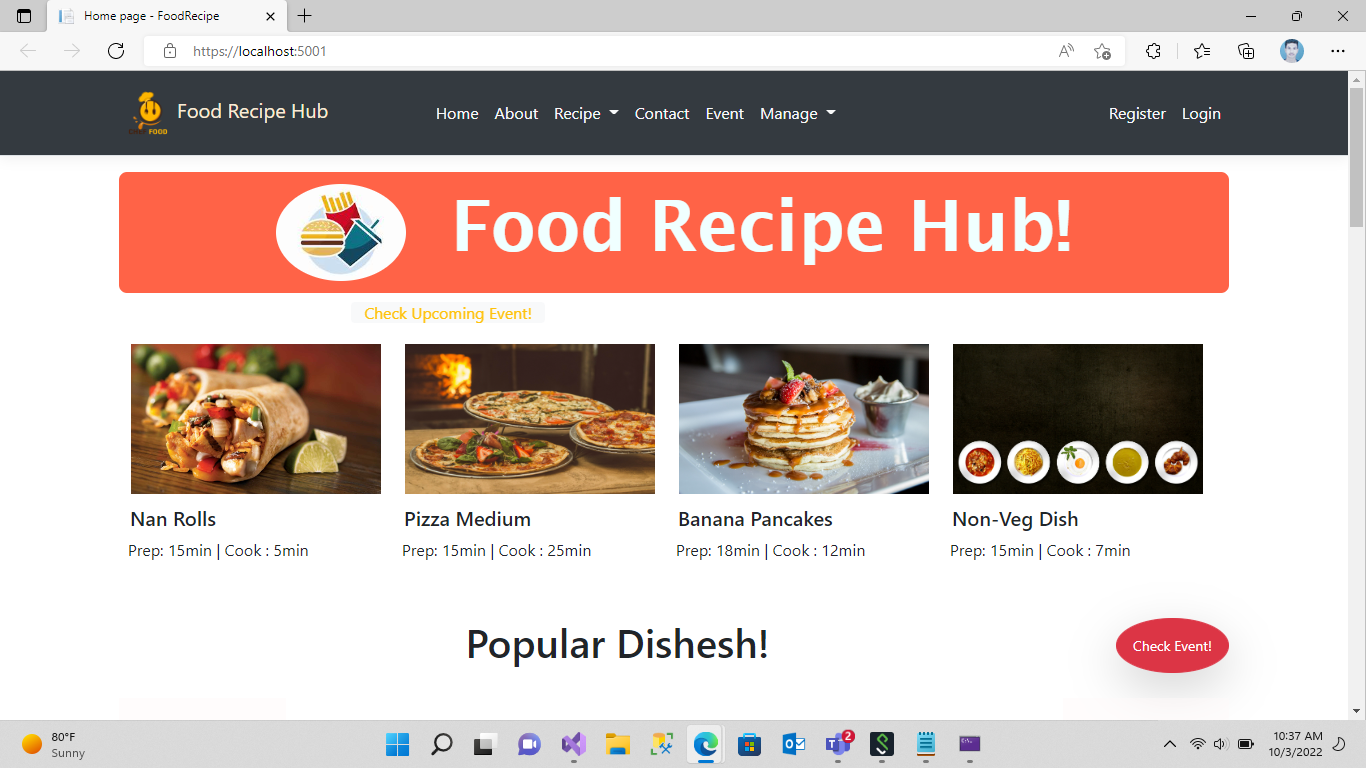 Home page - FoodRecipe
https://localhost:5001
Food Recipe Hub
Home About Recipe Contact Event Manage Register Login
FOOD
Food Recipe Hub!
Check Upcoming Event!
Nan Rolls Pizza Medium Banana Pancakes Non-Veg Dish
Prep: 15min | Cook : 5min Prep: 15min | Cook : 25min Prep: 18min | Cook : 12min Prep: 15min | Cook : 7min
Popular Dishesh!
Check Event!
80°F
Sunny
2
10:37 AM
10/3/2022